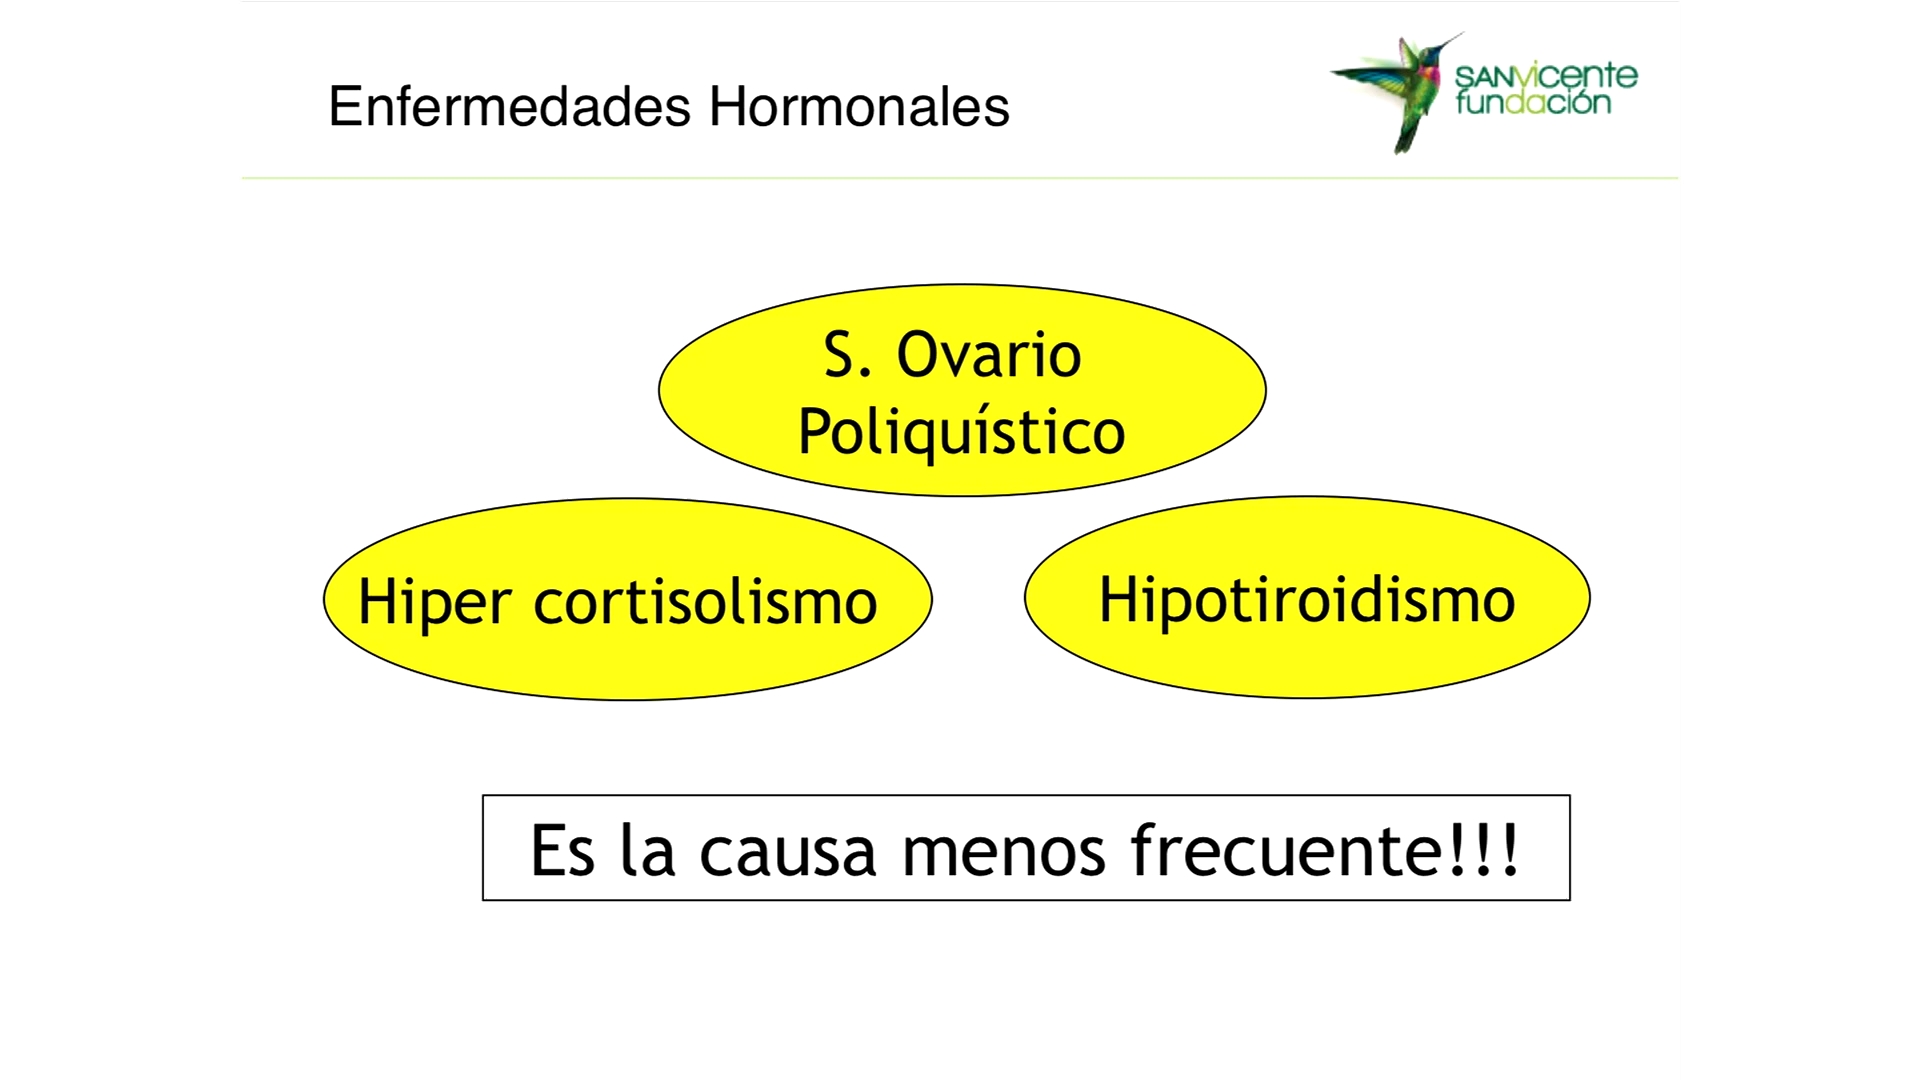 Enfermedades Hormonales
SANvicente
fundación
S. Ovario
Poliquístico
Hiper cortisolismo
Hipotiroidismo
Es la causa menos frecuente!!!